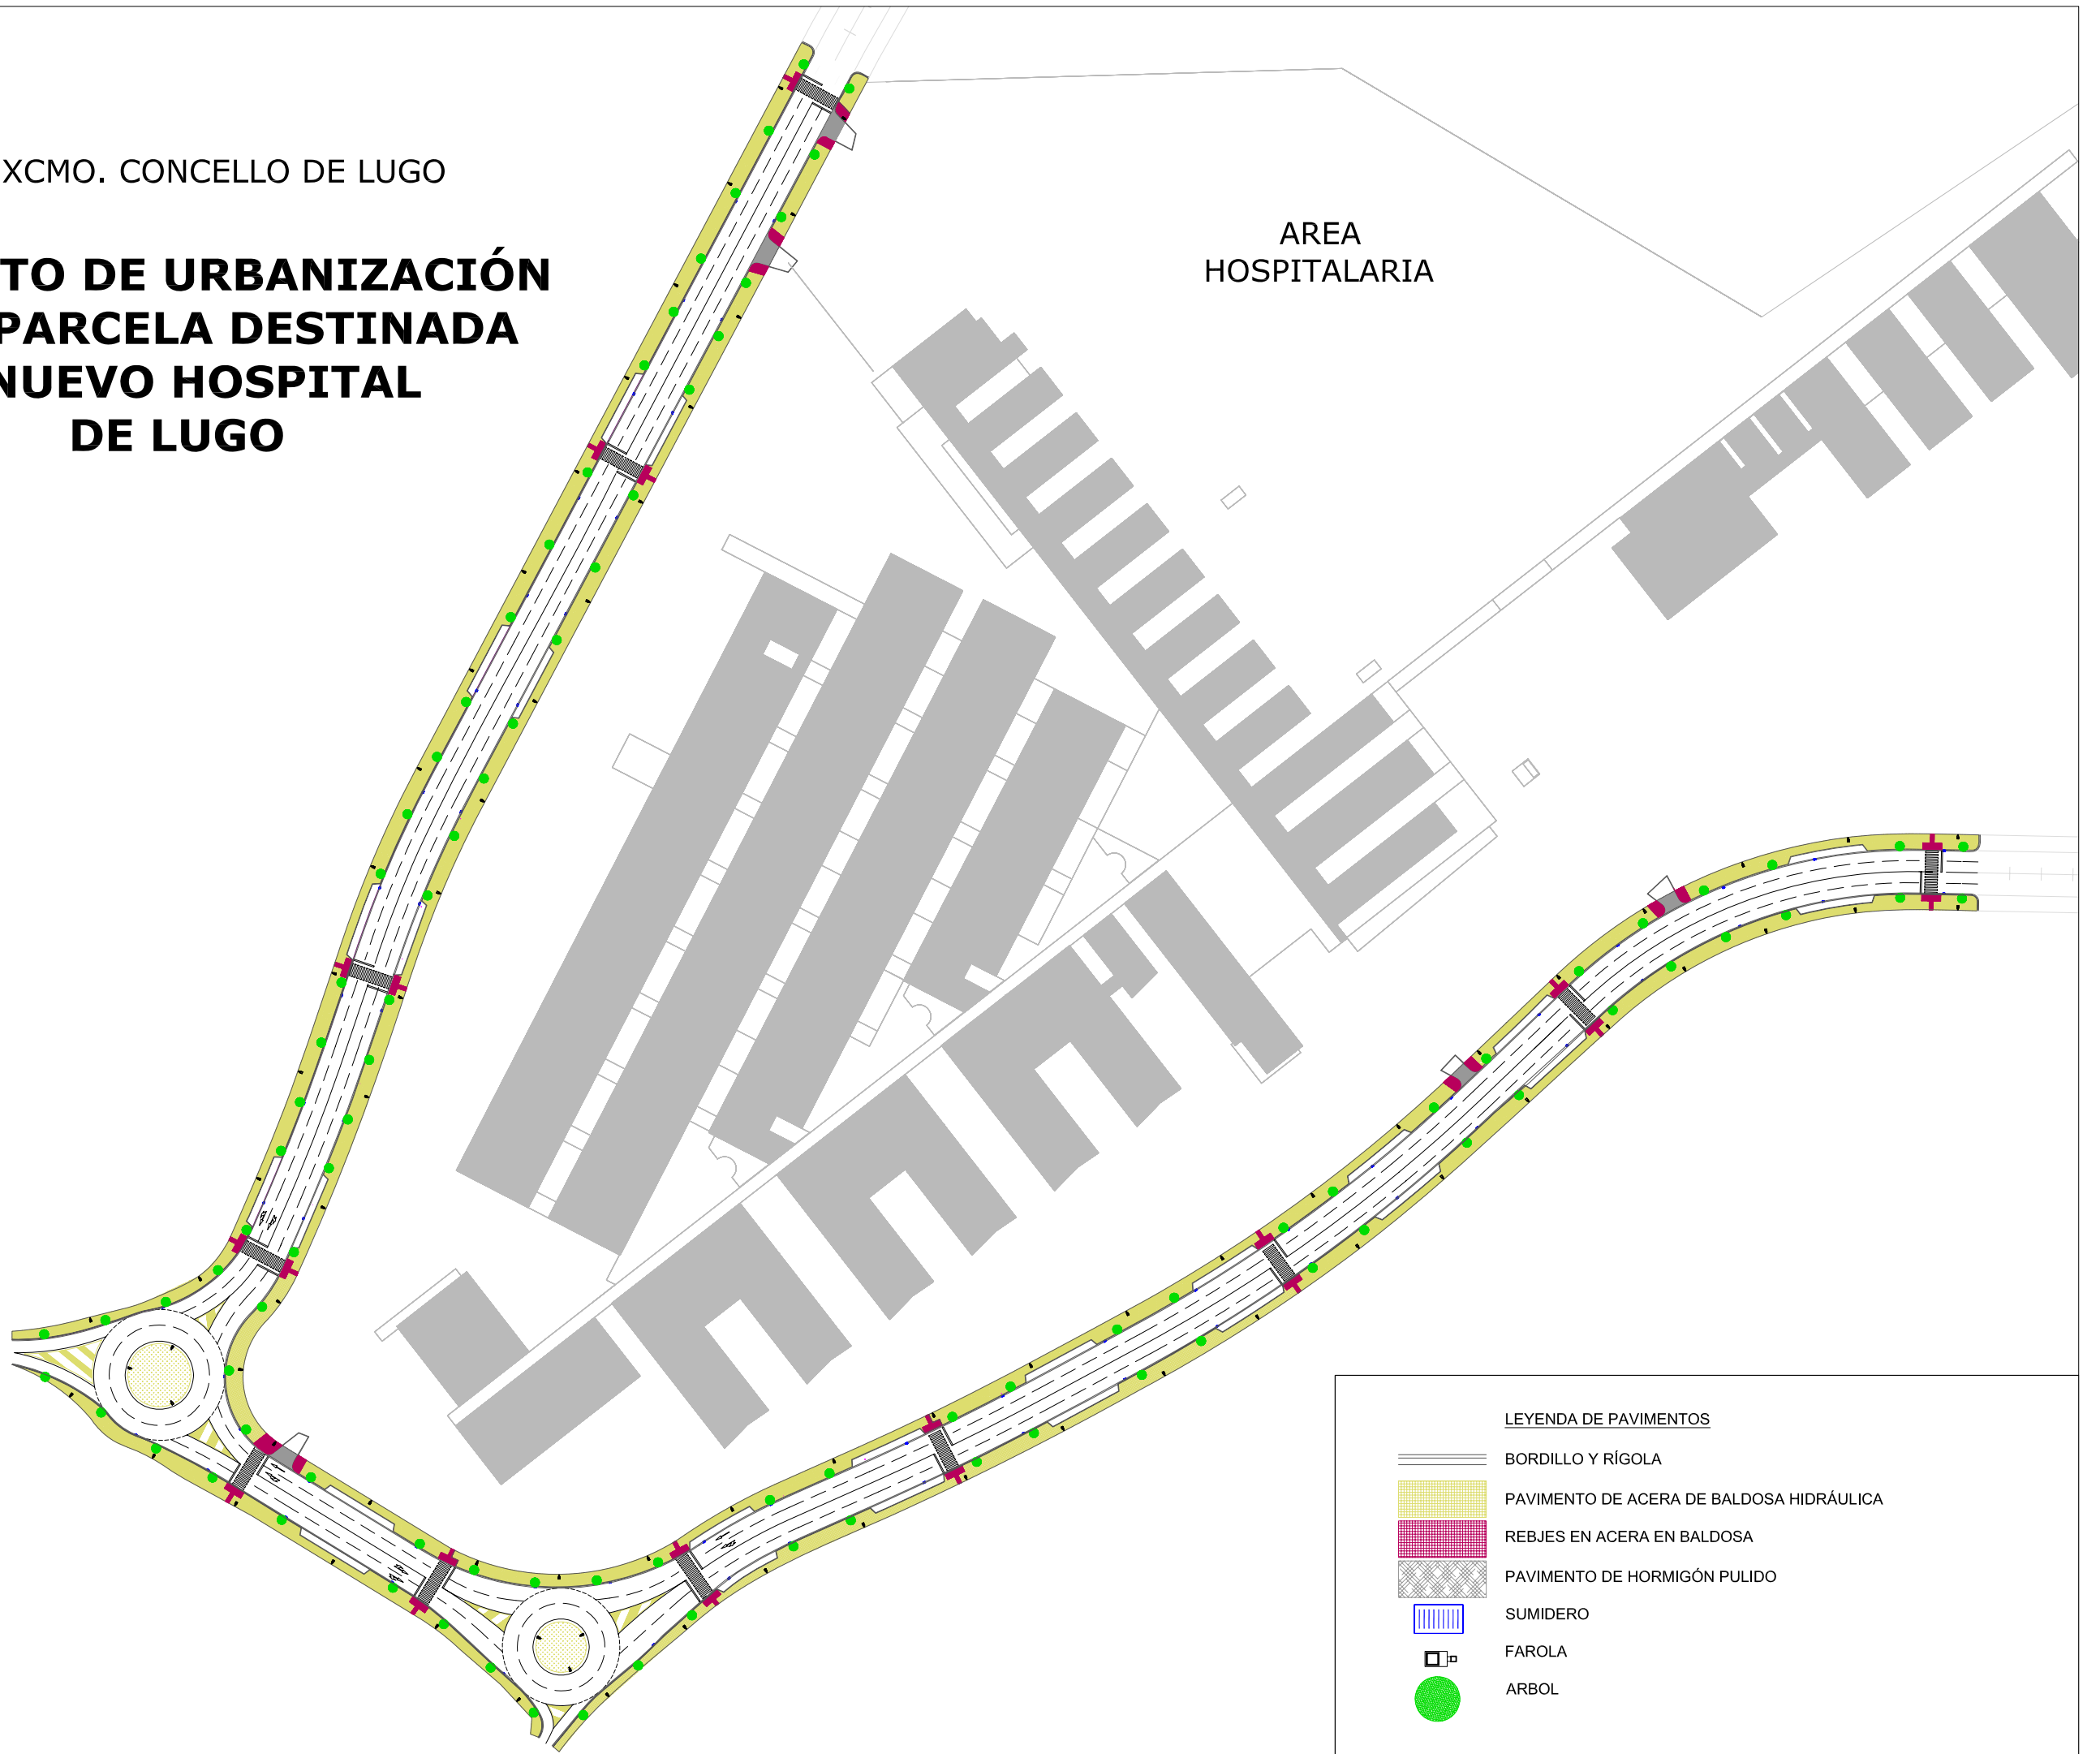 XCMO. CONCELLO DE LUGO
TO DE URBANIZACIÓN
PARCELA DESTINADA
NUEVO HOSPITAL
DE LUGO
AREA
HOSPITALARIA
LEYENDA DE PAVIMENTOS
BORDILLO Y RÍGOLA
PAVIMENTO DE ACERA DE BALDOSA HIDRÁULICA
REBJES EN ACERA EN BALDOSA
PAVIMENTO DE HORMIGÓN PULIDO
SUMIDERO
FAROLA
ARBOL